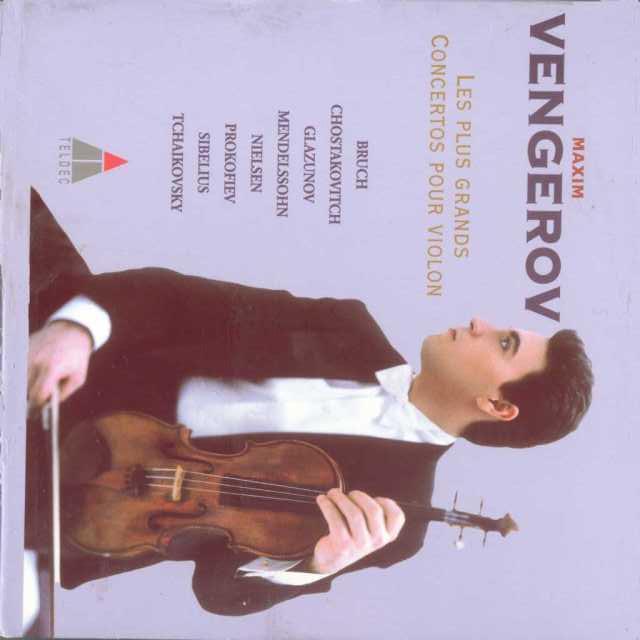 MAXIM
VENGEROV
LES PLUS GRANDS
CONCERTOS POUR VIOLON
BRUCH
CHOSTAKOVITCH
GLAZUNOV
MENDELSSOHN
NIELSEN
PROKOFIEV
SIBELIUS
TCHAIKOVSKY
TELDEC